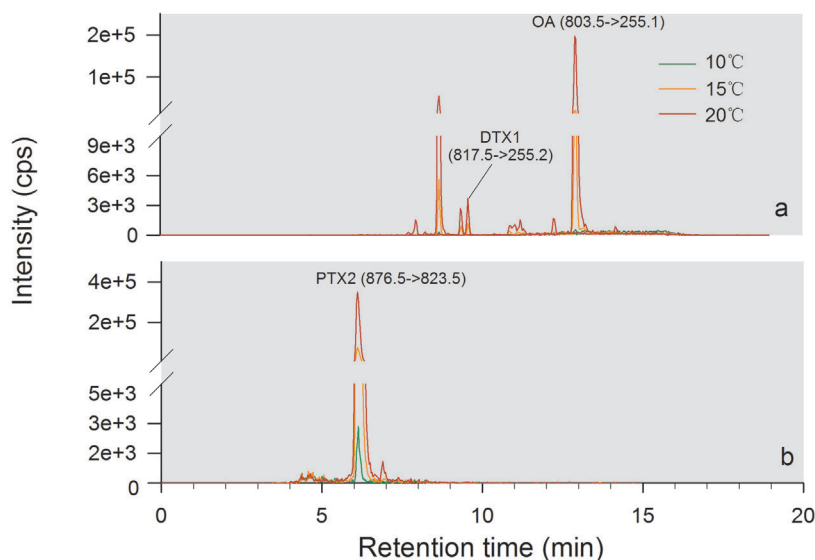 OA (803.5->255.1)
2e+5
1e+5
10℃
15℃
20℃
9e+3
6e+3
3e+3
0
DTX1
(817.5->255.2)
a
Intensity (cps)
PTX2 (876.5->823.5)
4e+5
2e+5
5e+3
3e+3
2e+3
0
b
0 5 10 15 20
Retention time (min)